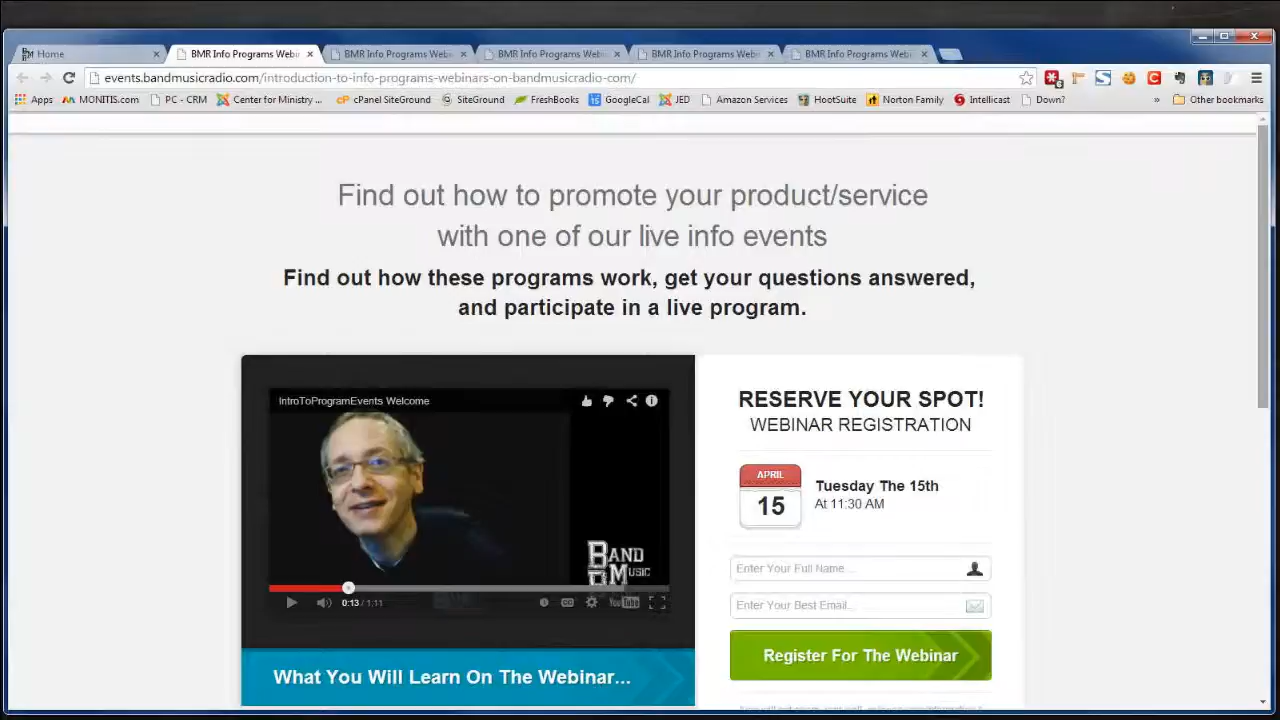 Home
BMR Info Programs Webi
BMR Info Programs Webi
BMR Info Programs Webi
BMR Info Programs Webi
BMR Info Programs Webi
events.bandmusicradio.com/introduction-to-info-programs-webinars-on-bandmusicradio-com/
Apps MONITIS.com PC - CRM Center for Ministry ... cPanel SiteGround SiteGround FreshBooks GoogleCal JED Amazon Services HootSuite Norton Family Intellicast Down? » Other bookmarks
Find out how to promote your product/service
with one of our live info events
Find out how these programs work, get your questions answered,
and participate in a live program.
IntroToProgramEvents Welcome
BAND
MUSIC
0:13 / 1:11
YouTube
What You Will Learn On The Webinar...
RESERVE YOUR SPOT!
WEBINAR REGISTRATION
APRIL
15
Tuesday The 15th
At 11:30 AM
Enter Your Full Name ...
Enter Your Best Email...
Register For The Webinar